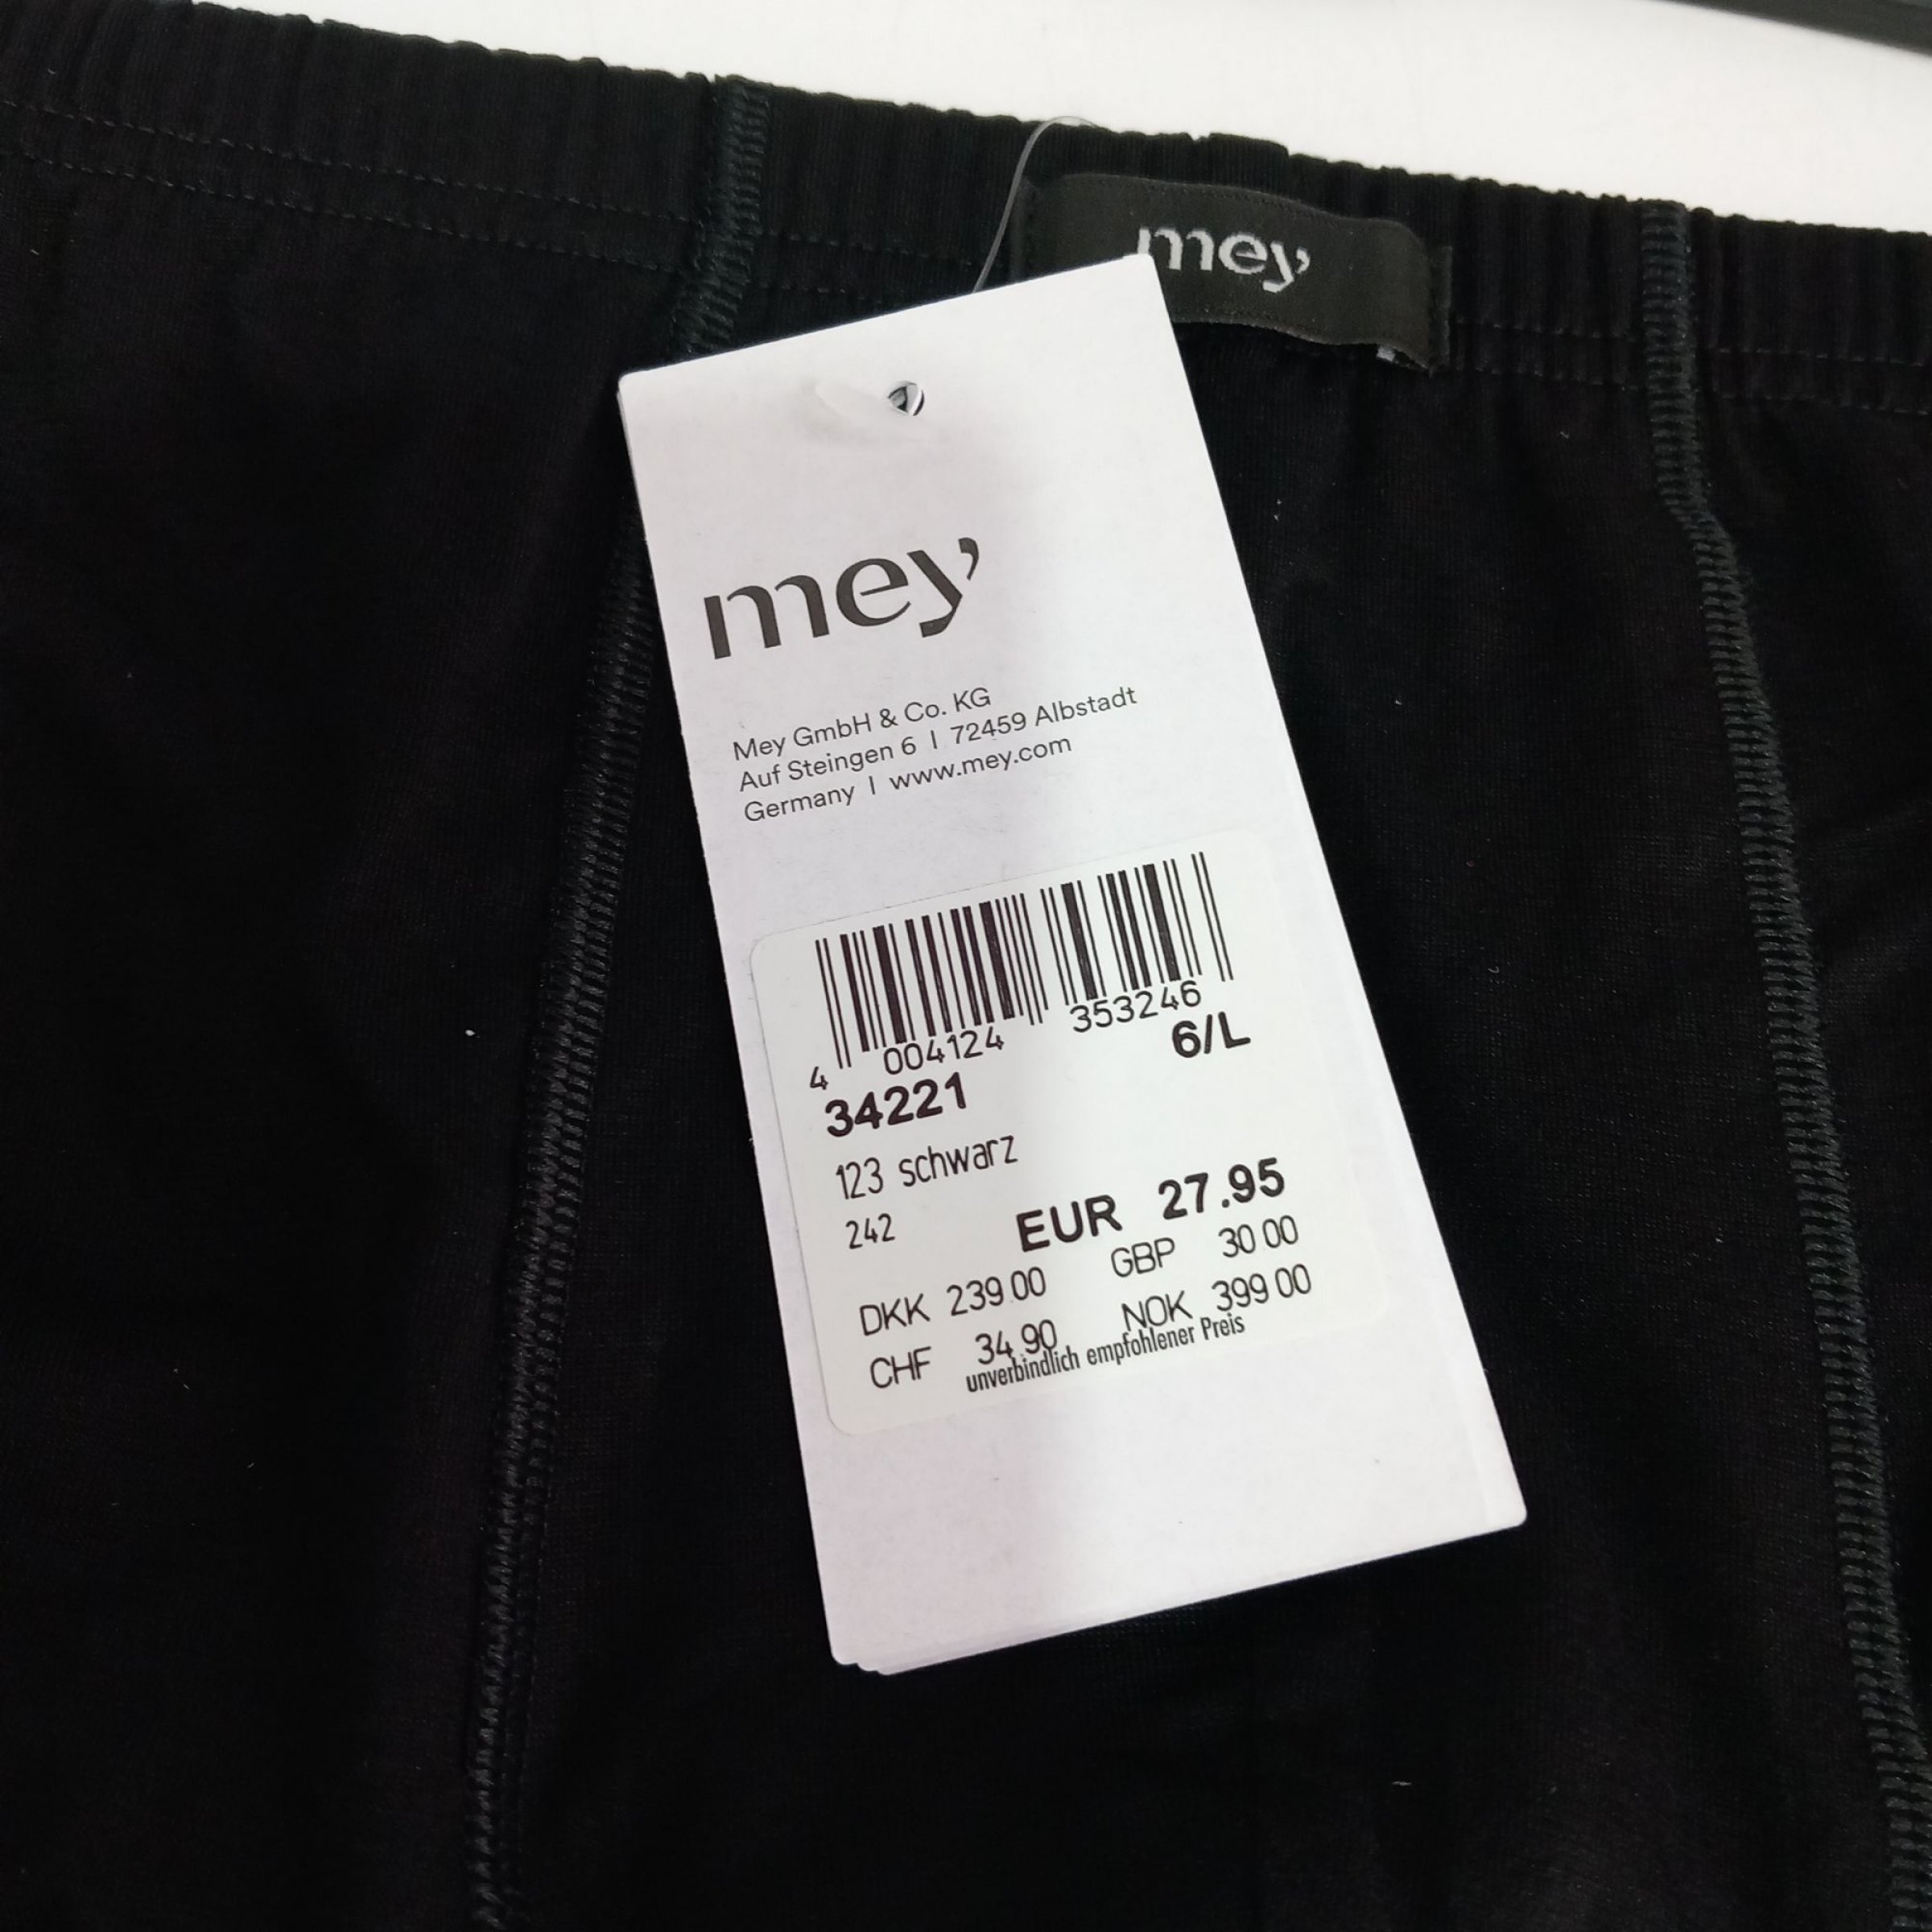 mey
mey
Mey GmbH & Co. KG
Auf Steingen 6 | 72459 Albstadt
Germany | www.mey.com
4 004124 353246
34221 6/L
123 schwarz
242 EUR 27.95
DKK 239.00 GBP 30.00
CHF 34.90 NOK 399.00
unverbindlich empfohlener Preis